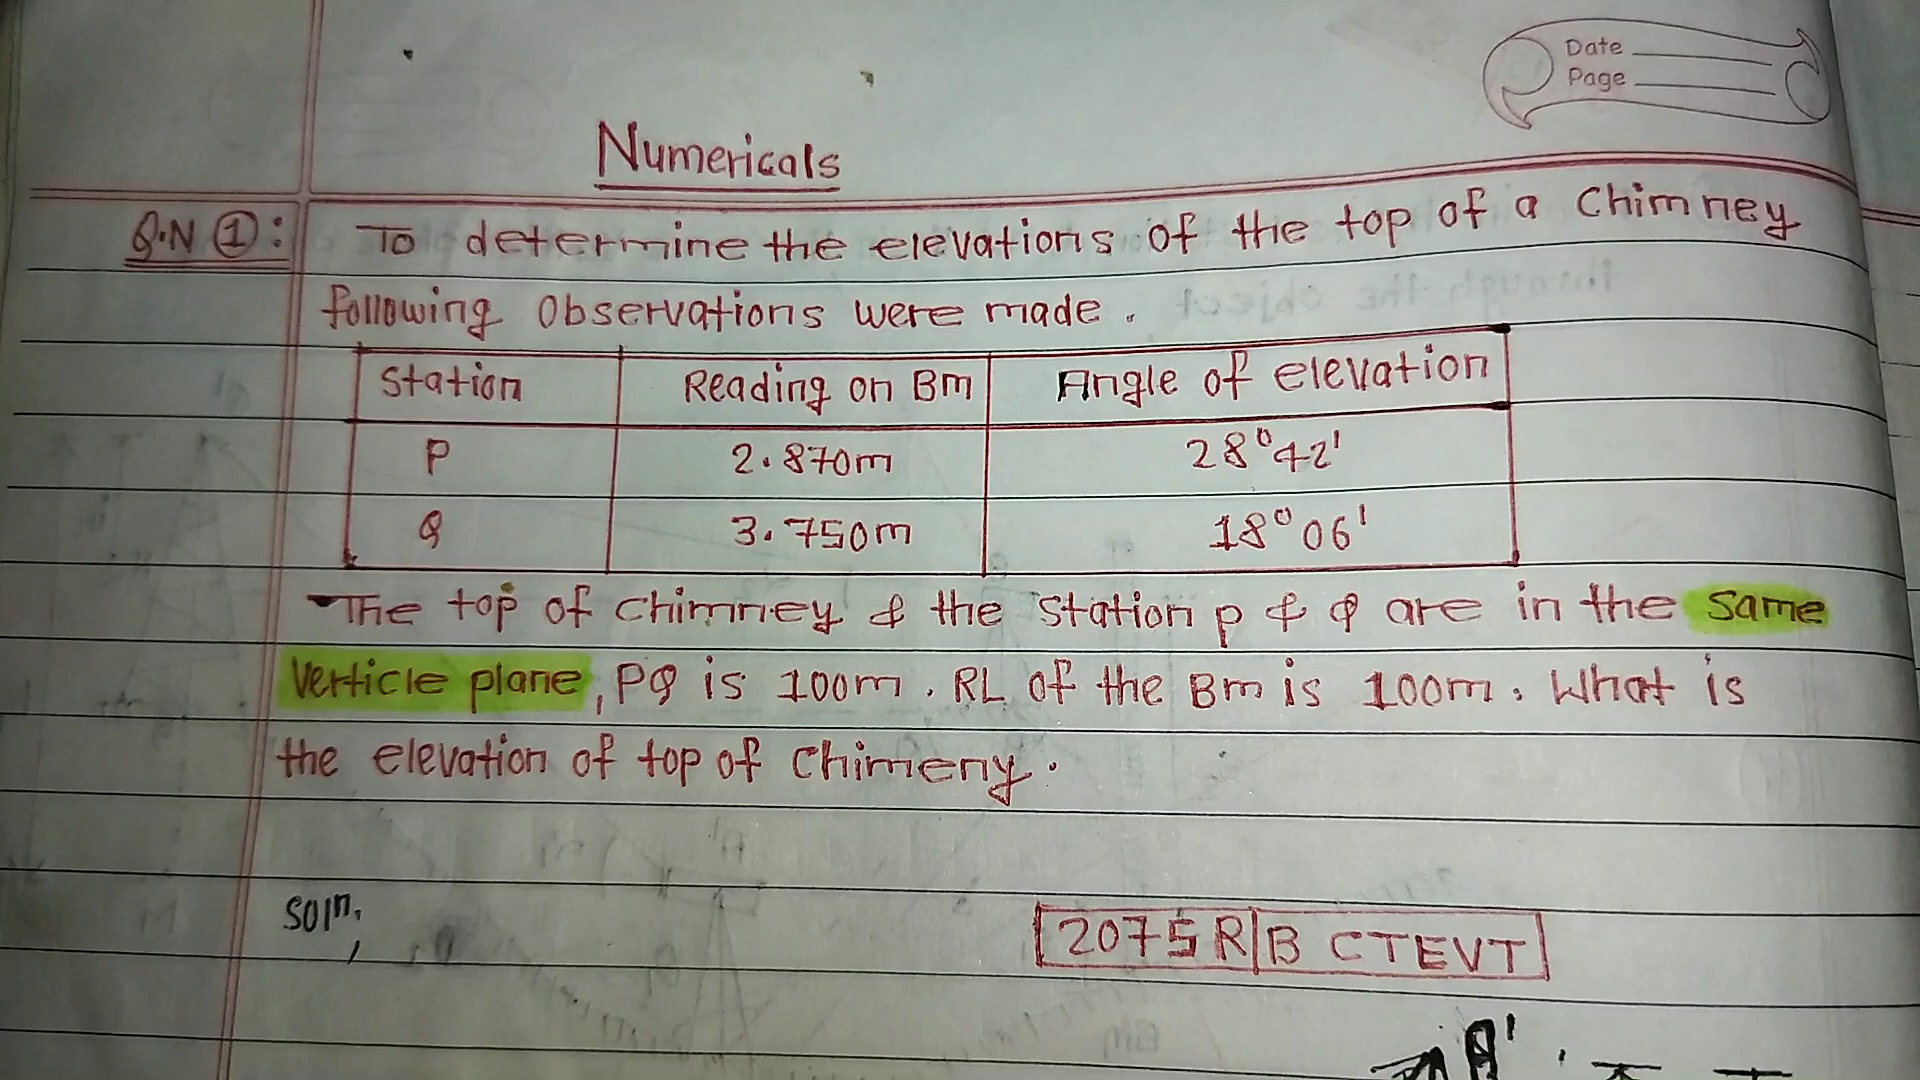 Date
Page
Numericals
Q.N ①: To determine the elevations of the top of a chimney
following observations were made.
Station Reading on Bm Angle of elevation
P 2.870m 28°42'
Q 3.750m 18°06'
The top of chimney & the station p & Q are in the same
verticle plane, PQ is 100m. RL of the Bm is 100m. What is
the elevation of top of chimeny.
soln,
2075 R/B CTEVT